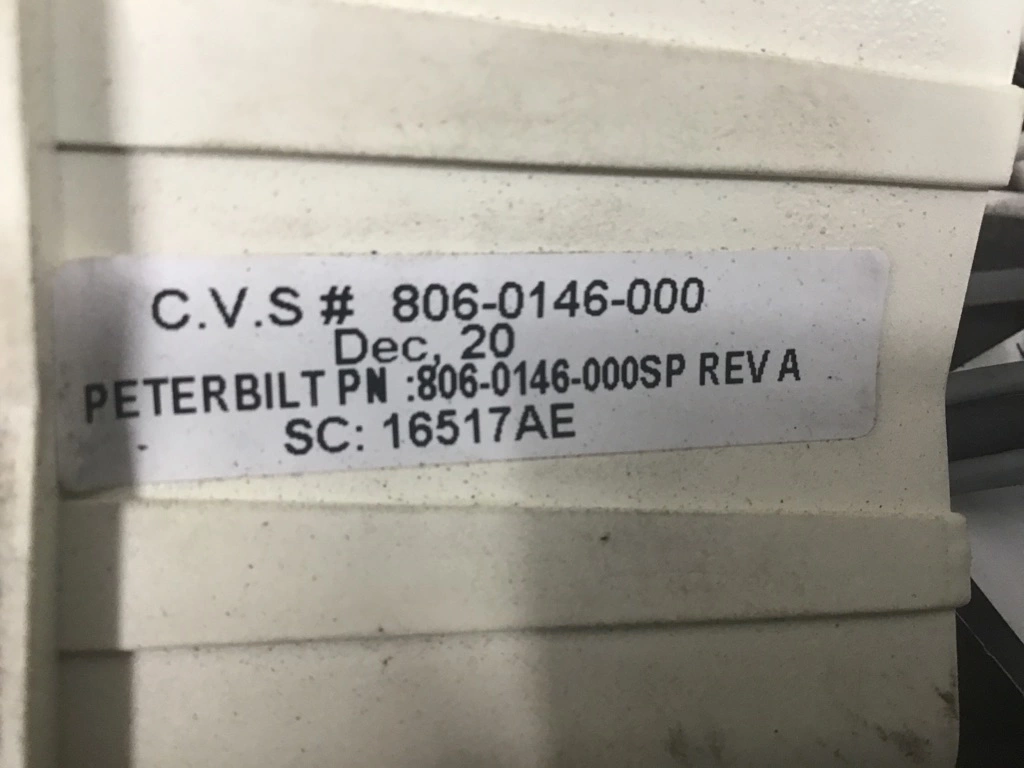 C.V.S # 806-0146-000
Dec, 20
PETERBILT PN :806-0146-000SP REV A
SC: 16517AE